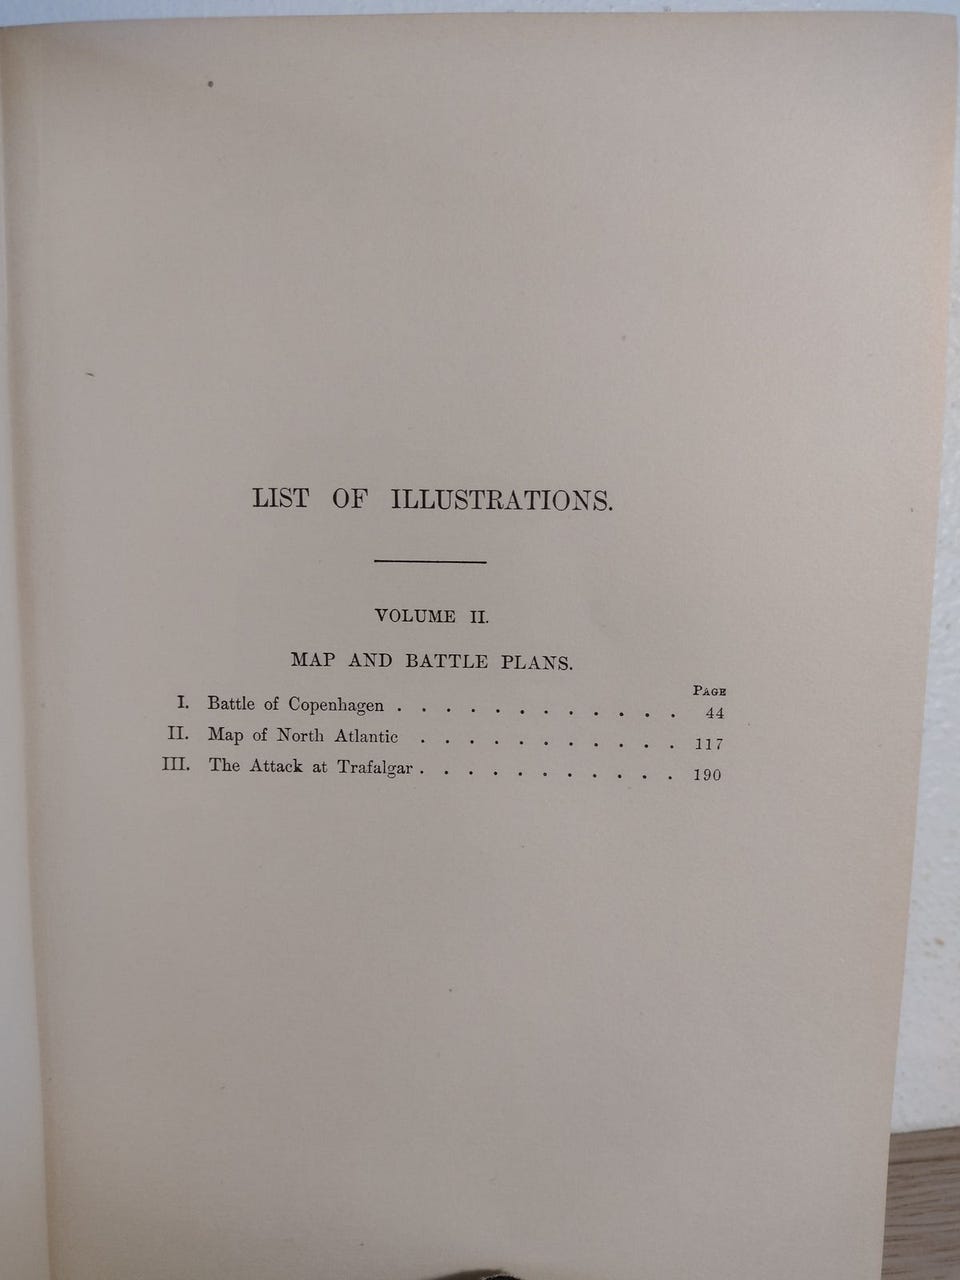 LIST OF ILLUSTRATIONS.
VOLUME II.
MAP AND BATTLE PLANS.
PAGE
I. Battle of Copenhagen . . . . . . . . . . . . 44
II. Map of North Atlantic . . . . . . . . . . . 117
III. The Attack at Trafalgar . . . . . . . . . . . 190